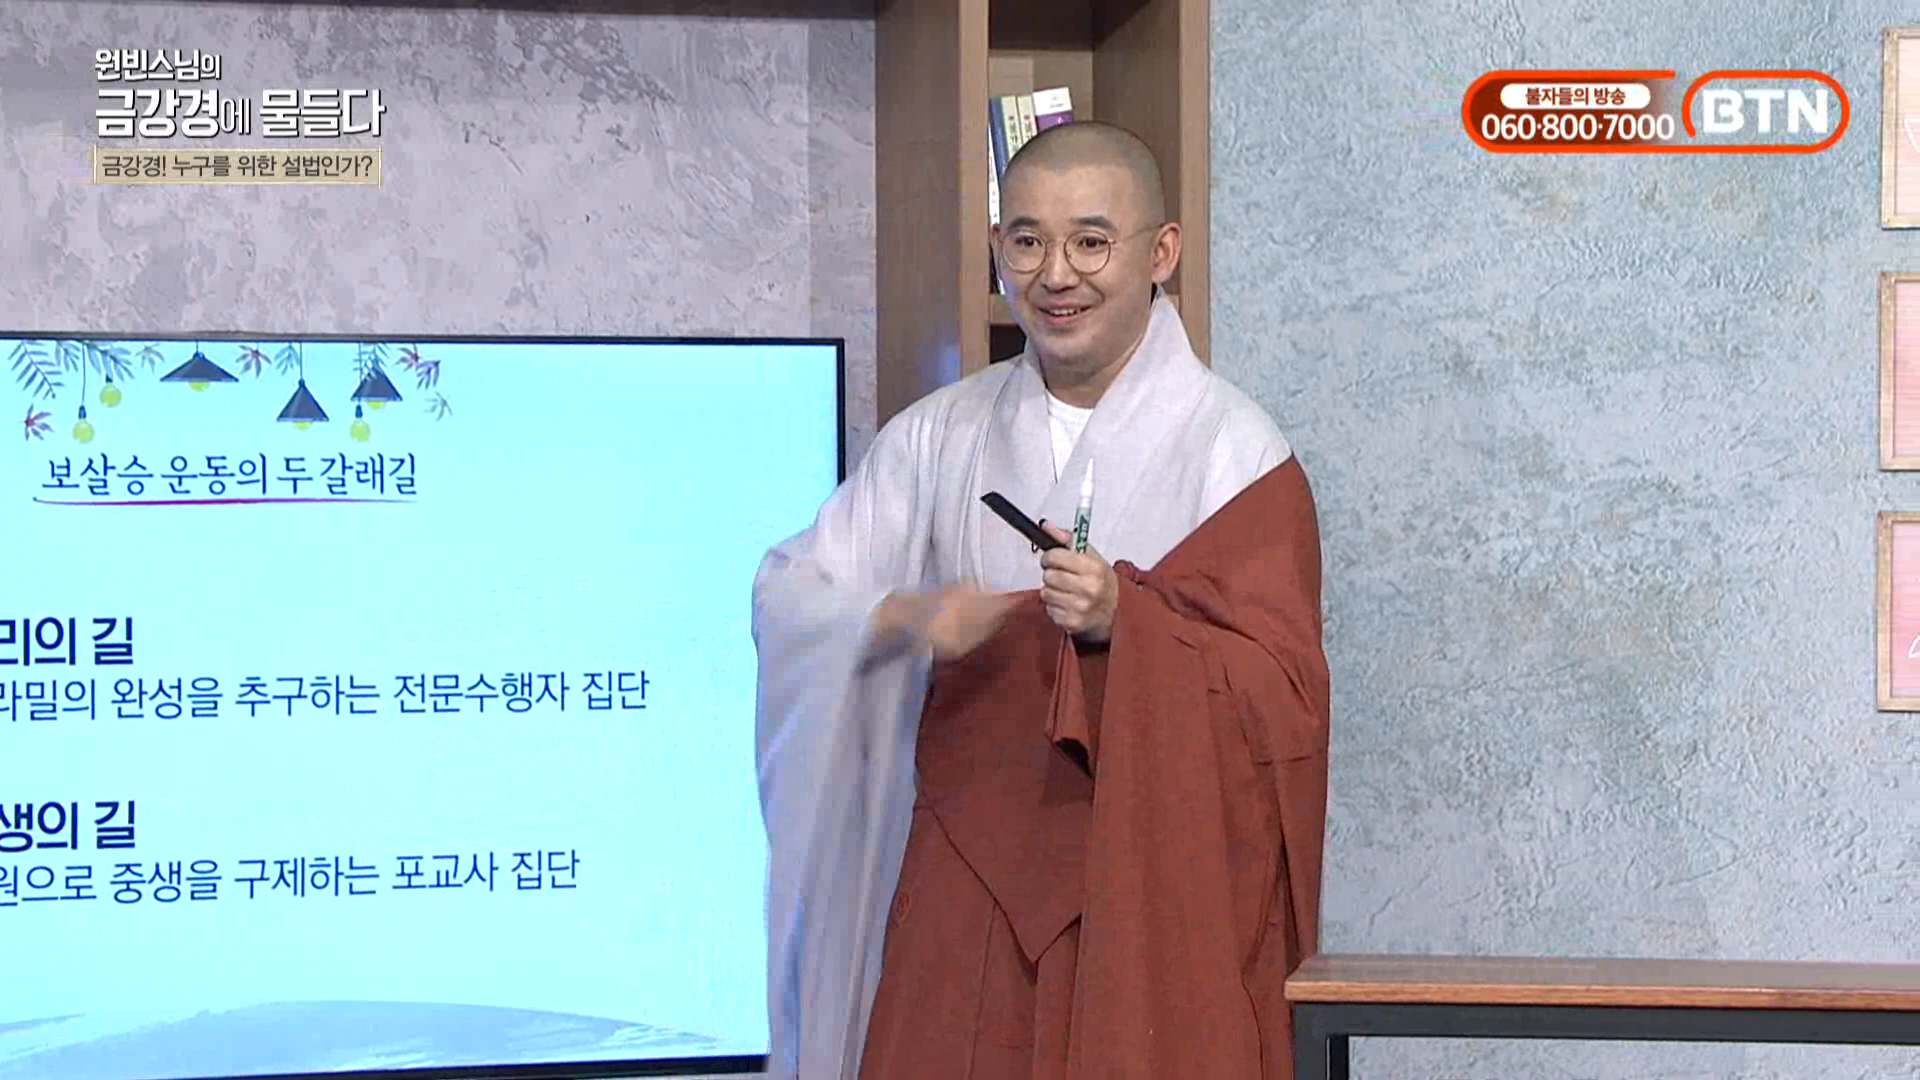 원빈스님의
금강경에 물들다
금강경! 누구를 위한 설법인가?
불자들의 방송
060·800·7000
BTN
보살승 운동의 두 갈래길
리의 길
라밀의 완성을 추구하는 전문수행자 집단
생의 길
원으로 중생을 구제하는 포교사 집단